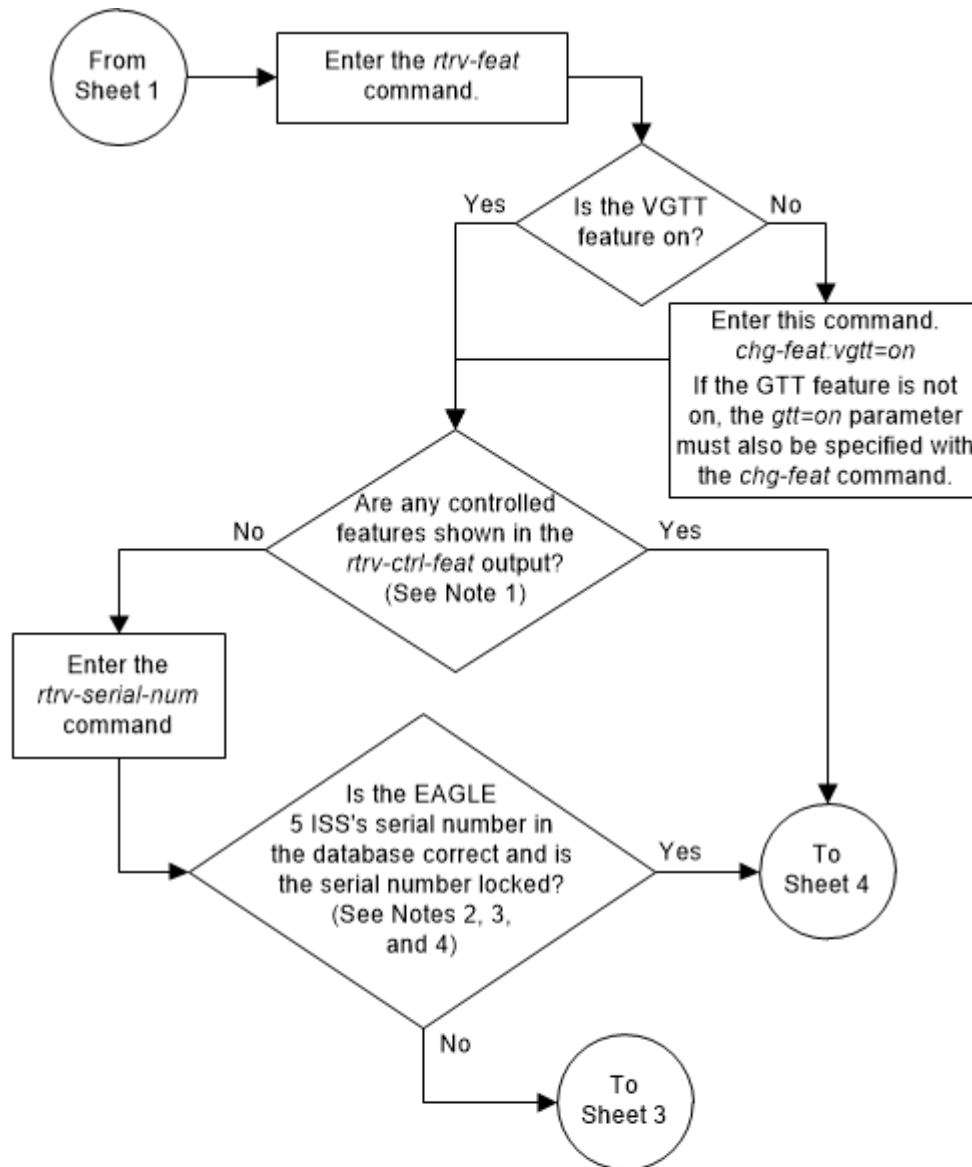 From
Sheet 1
Enter the rtrv-feat
command.
Is the VGTT
feature on?
Yes
No
Enter this command.
chg-feat:vgtt=on
If the GTT feature is not
on, the gtt=on parameter
must also be specified with
the chg-feat command.
Are any controlled
features shown in the
rtrv-ctrl-feat output?
(See Note 1)
No
Yes
Enter the
rtrv-serial-num
command
Is the EAGLE
5 ISS's serial number in
the database correct and is
the serial number locked?
(See Notes 2, 3,
and 4)
Yes
To
Sheet 4
No
To
Sheet 3